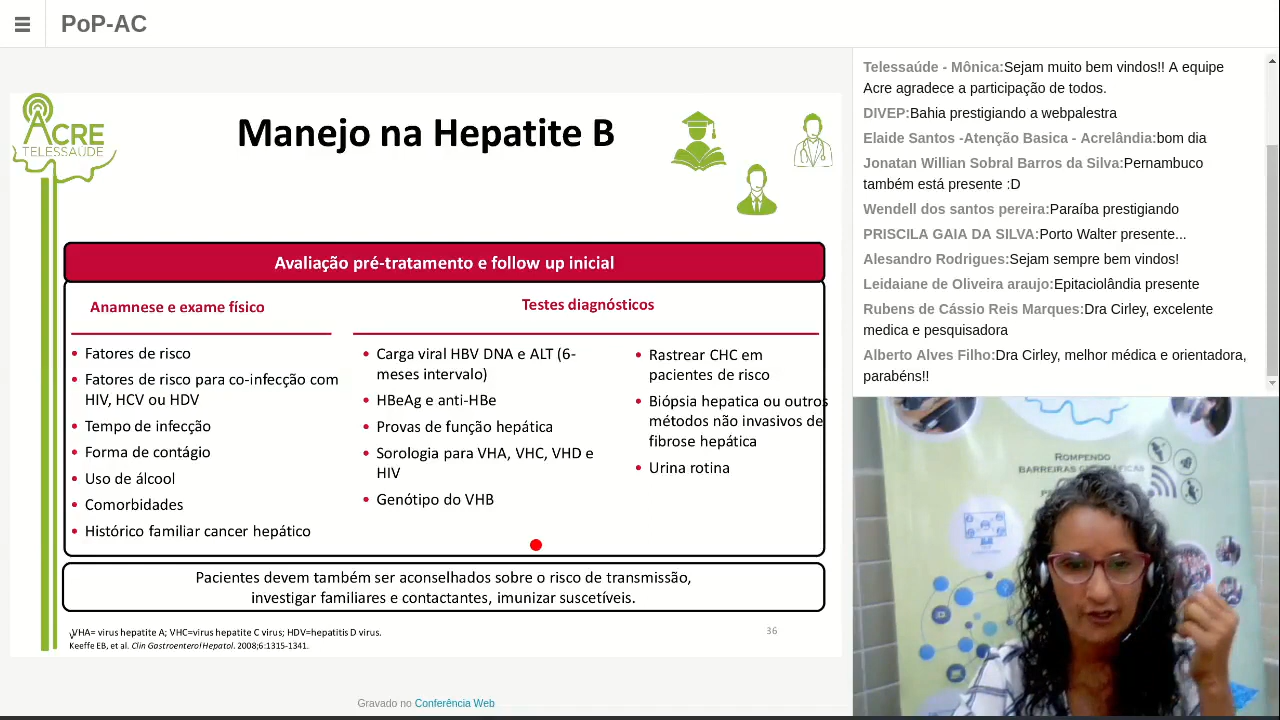 PoP-AC
ACRE
TELESSAÚDE
Manejo na Hepatite B
Avaliação pré-tratamento e follow up inicial
Anamnese e exame físico
• Fatores de risco
• Fatores de risco para co-infecção com
HIV, HCV ou HDV
• Tempo de infecção
• Forma de contágio
• Uso de álcool
• Comorbidades
• Histórico familiar cancer hepático
Testes diagnósticos
• Carga viral HBV DNA e ALT (6-
meses intervalo)
• HBeAg e anti-HBe
• Provas de função hepática
• Sorologia para VHA, VHC, VHD e
HIV
• Genótipo do VHB
• Rastrear CHC em
pacientes de risco
• Biópsia hepatica ou outros
métodos não invasivos de
fibrose hepática
• Urina rotina
Pacientes devem também ser aconselhados sobre o risco de transmissão,
investigar familiares e contactantes, imunizar suscetíveis.
VHA= virus hepatite A; VHC=virus hepatite C virus; HDV=hepatitis D virus.
Keeffe EB, et al. Clin Gastroenterol Hepatol. 2008;6:1315-1341.
36
Gravado no Conferência Web
Telessaúde - Mônica:Sejam muito bem vindos!! A equipe
Acre agradece a participação de todos.
DIVEP:Bahia prestigiando a webpalestra
Elaide Santos -Atenção Basica - Acrelândia:bom dia
Jonatan Willian Sobral Barros da Silva:Pernambuco
também está presente :D
Wendell dos santos pereira:Paraíba prestigiando
PRISCILA GAIA DA SILVA:Porto Walter presente...
Alesandro Rodrigues:Sejam sempre bem vindos!
Leidaiane de Oliveira araujo:Epitaciolândia presente
Rubens de Cássio Reis Marques:Dra Cirley, excelente
medica e pesquisadora
Alberto Alves Filho:Dra Cirley, melhor médica e orientadora,
parabéns!!
ROMPENDO
BARREIRAS